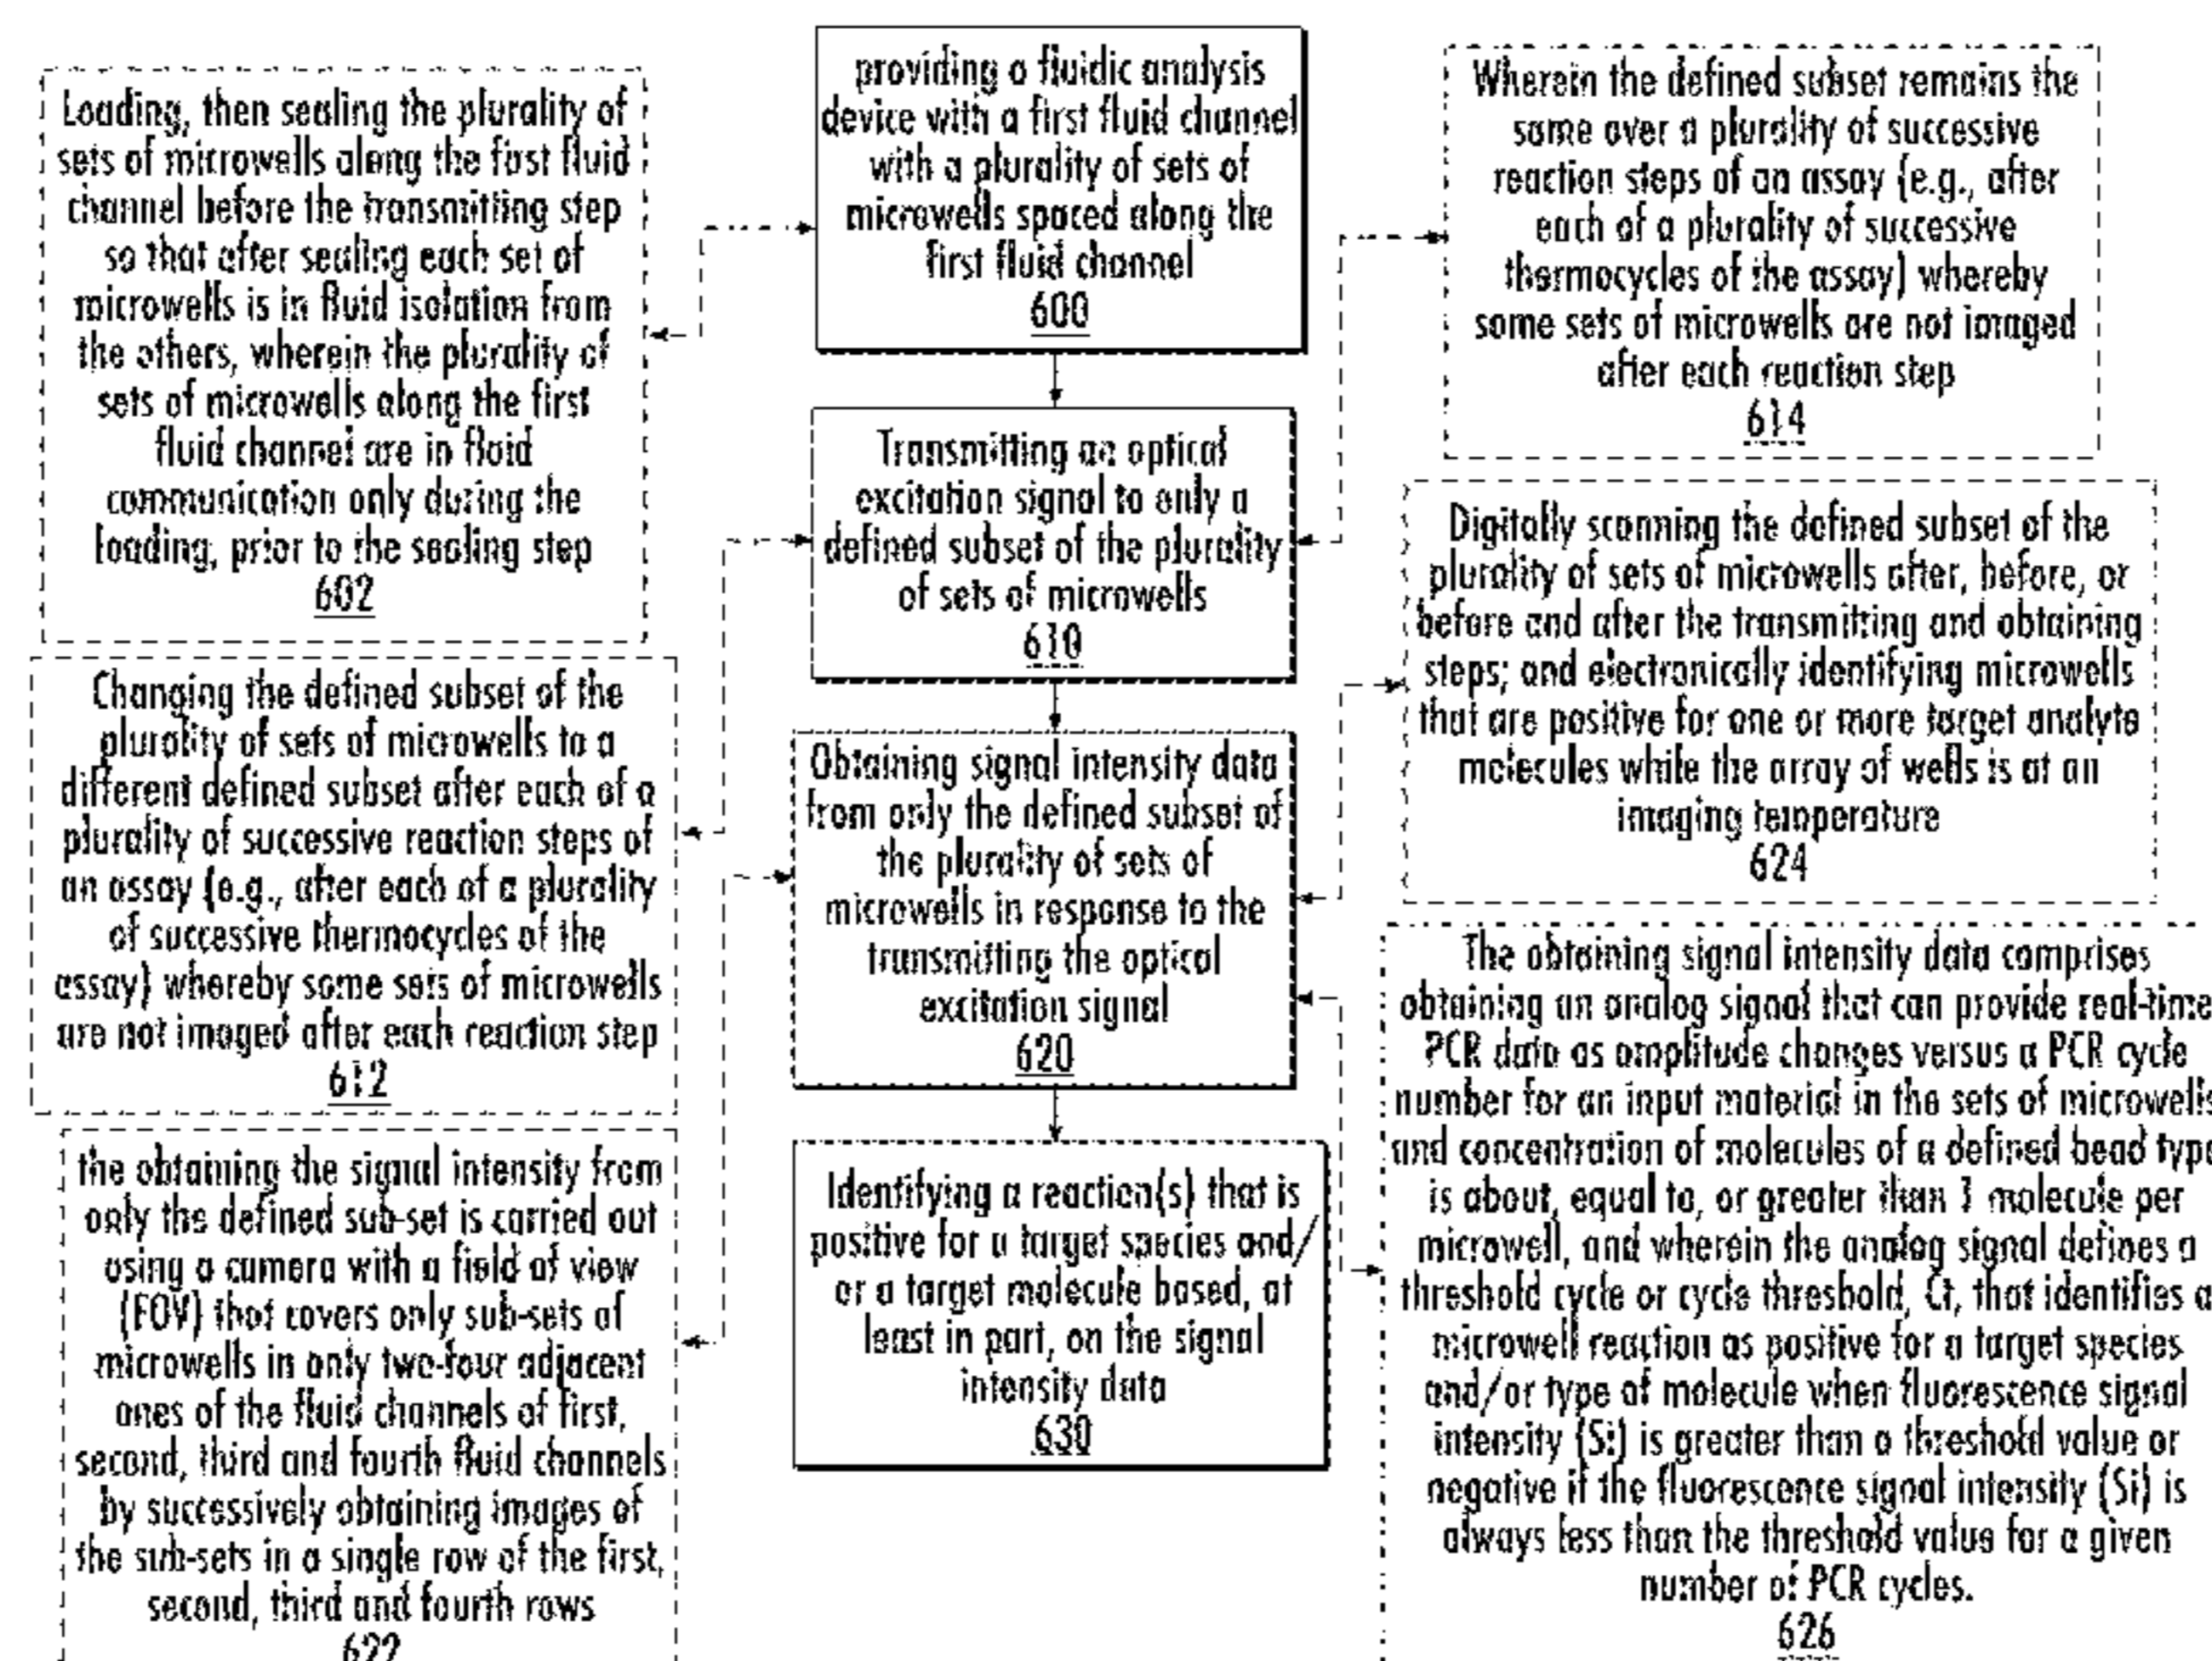 providing a fluidic analysis
device with a first fluid channel
with a plurality of sets of
microwells spaced along the
first fluid channel
600
Loading, then sealing the plurality of
sets of microwells along the first fluid
channel before the transmitting step
so that after sealing each set of
microwells is in fluid isolation from
the others, wherein the plurality of
sets of microwells along the first
fluid channel are in fluid
communication only during the
loading, prior to the sealing step
602
Transmitting an optical
excitation signal to only a
defined subset of the plurality
of sets of microwells
610
Changing the defined subset of the
plurality of sets of microwells to a
different defined subset after each of a
plurality of successive reaction steps of
an assay (e.g., after each of a plurality
of successive thermocycles of the
assay) whereby some sets of microwells
are not imaged after each reaction step
612
Wherein the defined subset remains the
same over a plurality of successive
reaction steps of an assay (e.g., after
each of a plurality of successive
thermocycles of the assay) whereby
some sets of microwells are not imaged
after each reaction step
614
Obtaining signal intensity data
from only the defined subset of
the plurality of sets of
microwells in response to the
transmitting the optical
excitation signal
620
the obtaining the signal intensity from
only the defined sub-set is carried out
using a camera with a field of view
(FOV) that covers only sub-sets of
microwells in only two-four adjacent
ones of the fluid channels of first,
second, third and fourth fluid channels
by successively obtaining images of
the sub-sets in a single row of the first,
second, third and fourth rows
622
Digitally scanning the defined subset of the
plurality of sets of microwells after, before, or
before and after the transmitting and obtaining
steps; and electronically identifying microwells
that are positive for one or more target analyte
molecules while the array of wells is at an
imaging temperature
624
The obtaining signal intensity data comprises
obtaining an analog signal that can provide real-time
PCR data as amplitude changes versus a PCR cycle
number for an input material in the sets of microwells
and concentration of molecules of a defined bead type
is about, equal to, or greater than 1 molecule per
microwell, and wherein the analog signal defines a
threshold cycle or cycle threshold, Ct, that identifies a
microwell reaction as positive for a target species
and/or type of molecule when fluorescence signal
intensity (Si) is greater than a threshold value or
negative if the fluorescence signal intensity (Si) is
always less than the threshold value for a given
number of PCR cycles.
626
Identifying a reaction(s) that is
positive for a target species and/
or a target molecule based, at
least in part, on the signal
intensity data
630